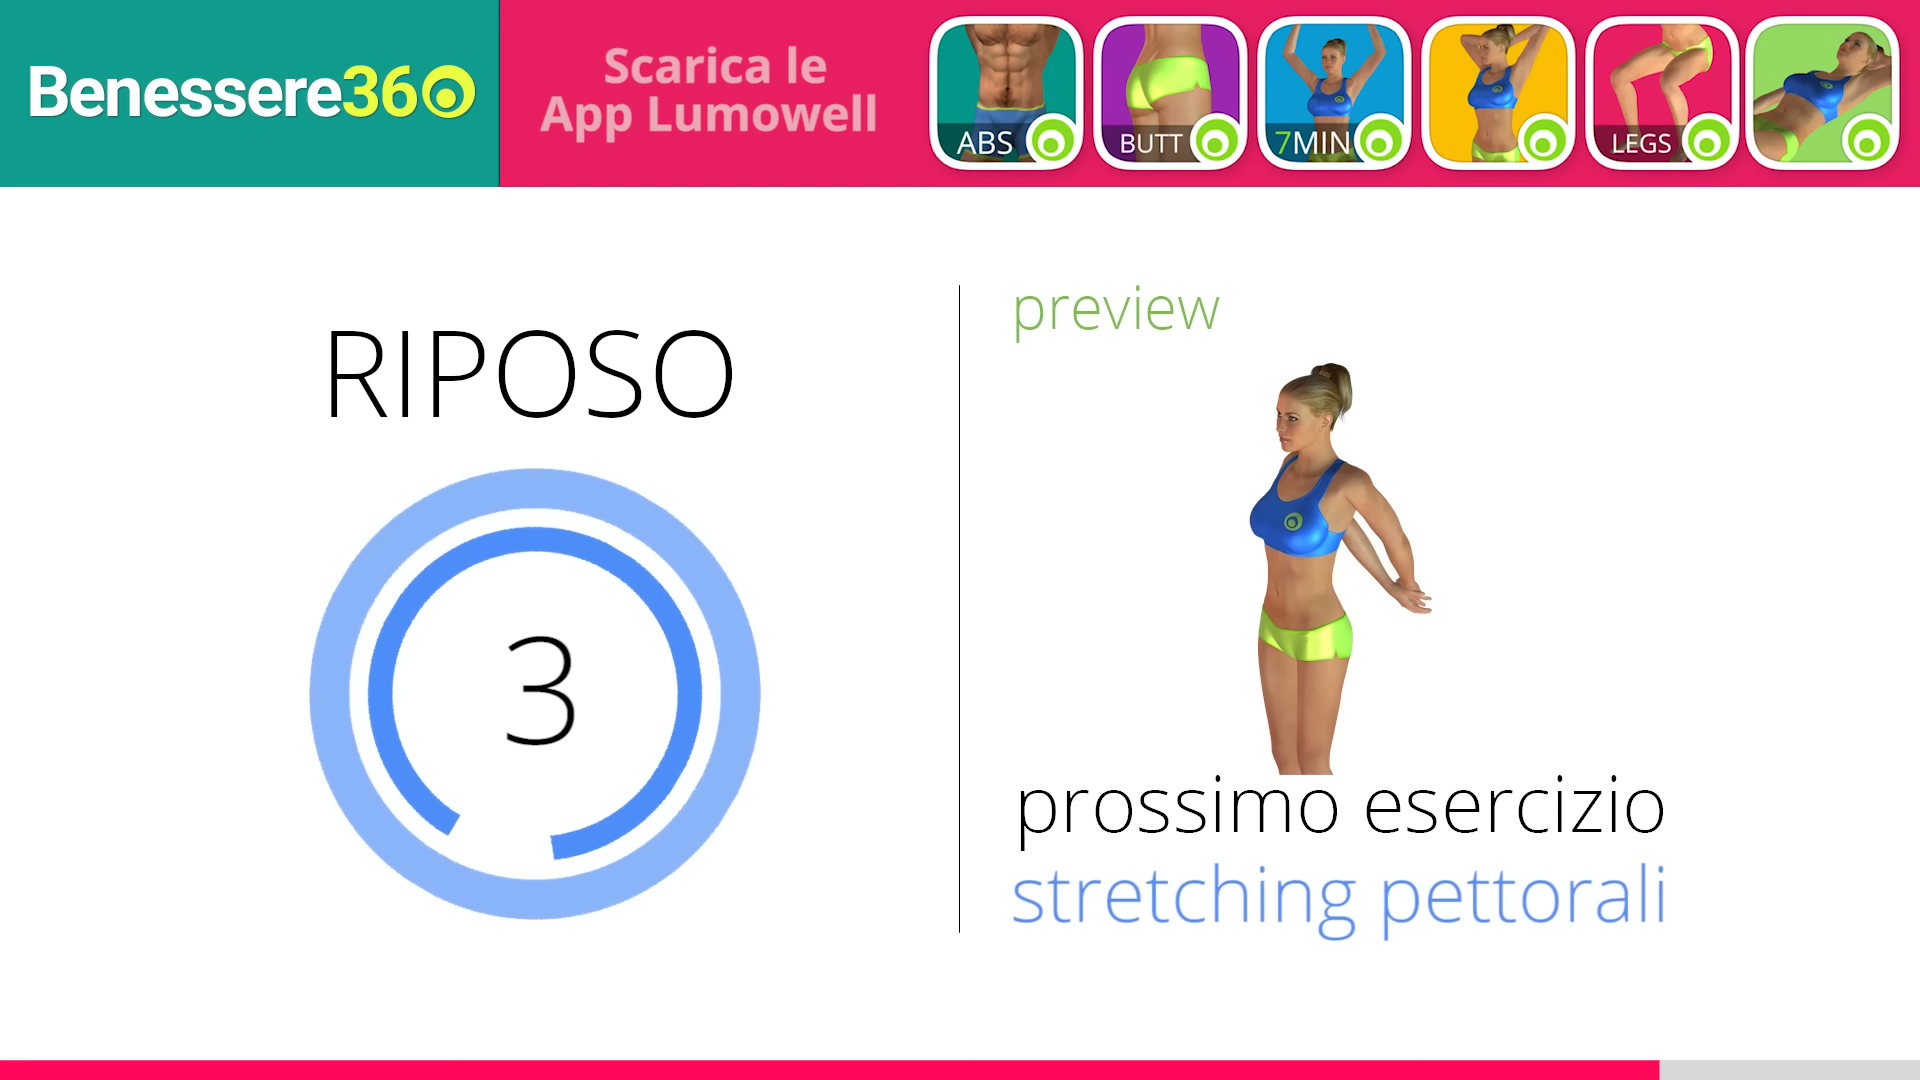 Benessere360
Scarica le
App Lumowell
ABS
BUTT
7MIN
LEGS
RIPOSO
3
preview
prossimo esercizio
stretching pettorali